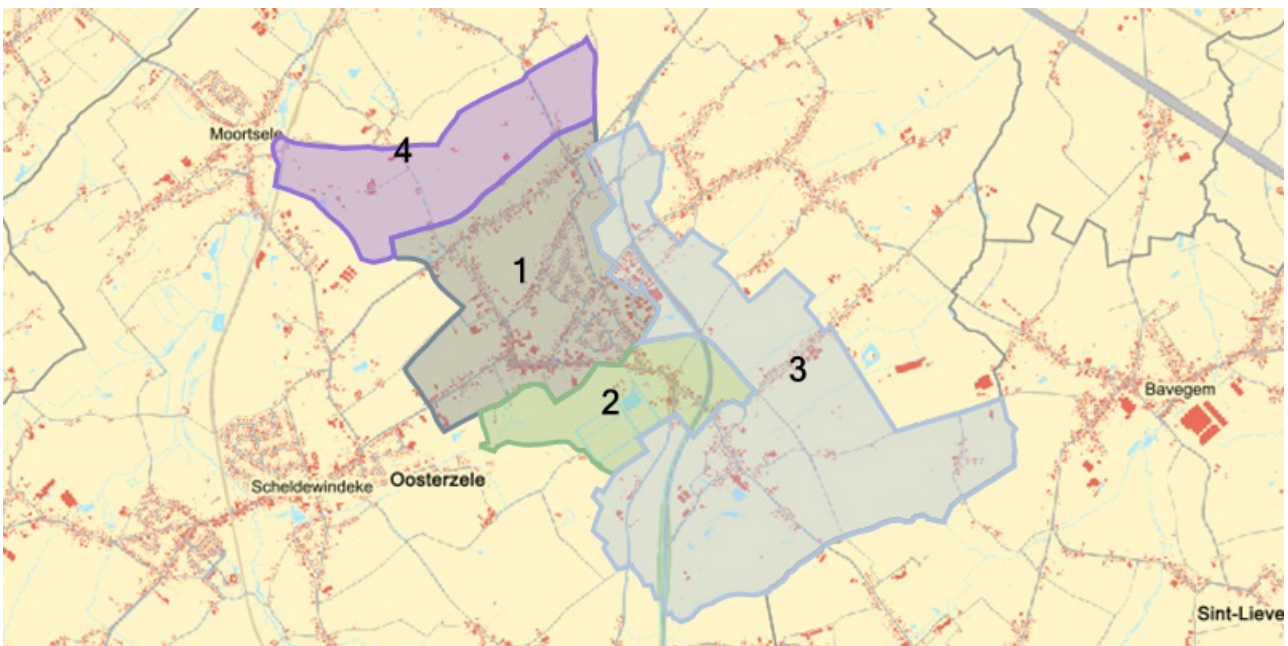 Moortsele
4
1
3
2
Bavegem
Scheldewindeke
Oosterzele
Sint-Lieve